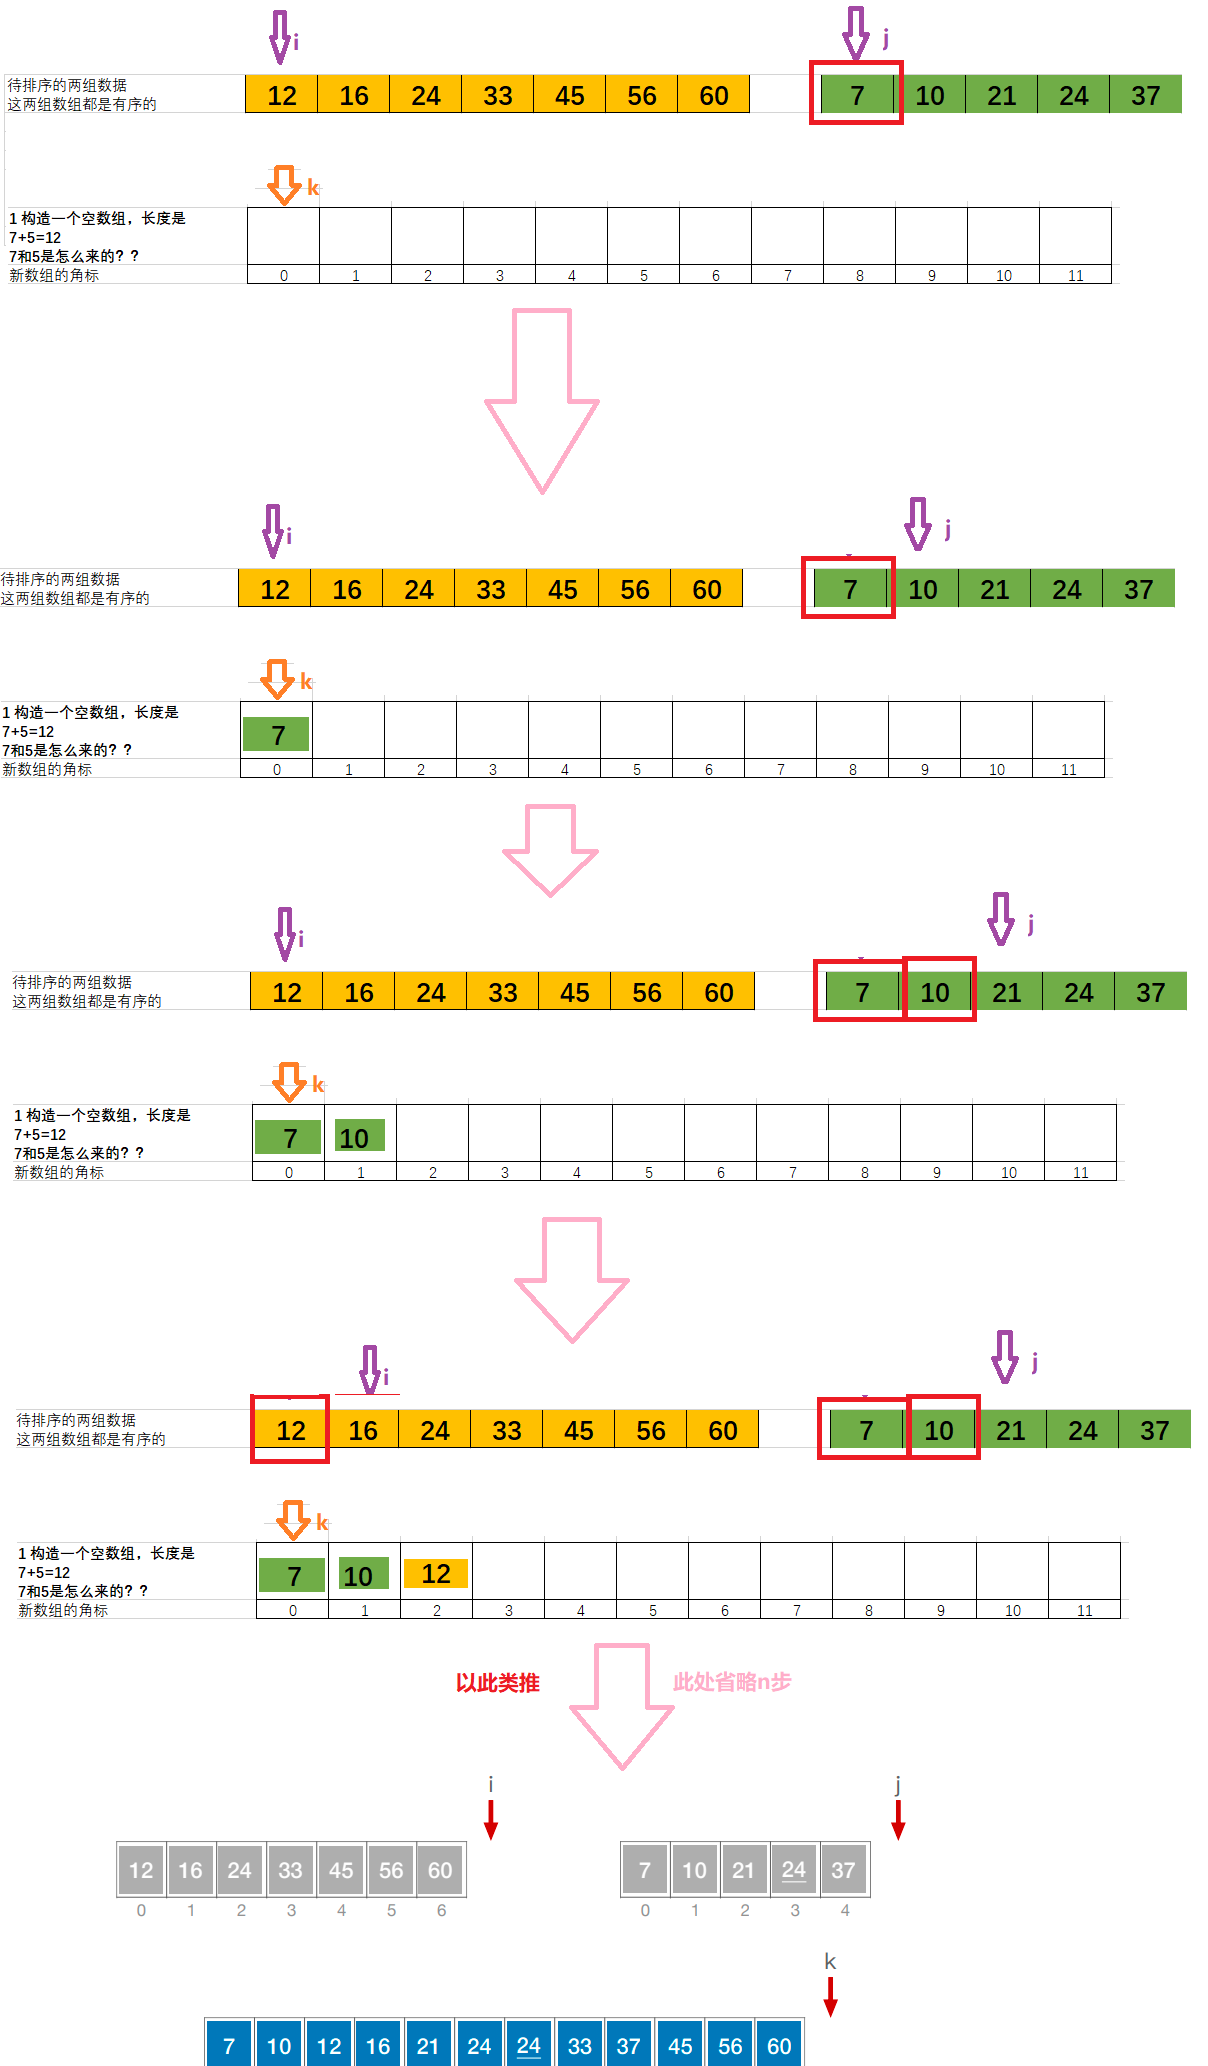 i
j
待排序的两组数据
这两组数组都是有序的
12 16 24 33 45 56 60 7 10 21 24 37
k
1 构造一个空数组，长度是
7+5=12
7和5是怎么来的？？
新数组的角标 0 1 2 3 4 5 6 7 8 9 10 11
i
j
待排序的两组数据
这两组数组都是有序的
12 16 24 33 45 56 60 7 10 21 24 37
k
1 构造一个空数组，长度是
7+5=12
7和5是怎么来的？？
7
新数组的角标 0 1 2 3 4 5 6 7 8 9 10 11
i
j
待排序的两组数据
这两组数组都是有序的
12 16 24 33 45 56 60 7 10 21 24 37
k
1 构造一个空数组，长度是
7+5=12
7和5是怎么来的？？
7 10
新数组的角标 0 1 2 3 4 5 6 7 8 9 10 11
i
j
待排序的两组数据
这两组数组都是有序的
12 16 24 33 45 56 60 7 10 21 24 37
k
1 构造一个空数组，长度是
7+5=12
7和5是怎么来的？？
7 10 12
新数组的角标 0 1 2 3 4 5 6 7 8 9 10 11
以此类推 此处省略n步
i j
12 16 24 33 45 56 60 7 10 21 24 37
0 1 2 3 4 5 6 0 1 2 3 4
k
7 10 12 16 21 24 24 33 37 45 56 60